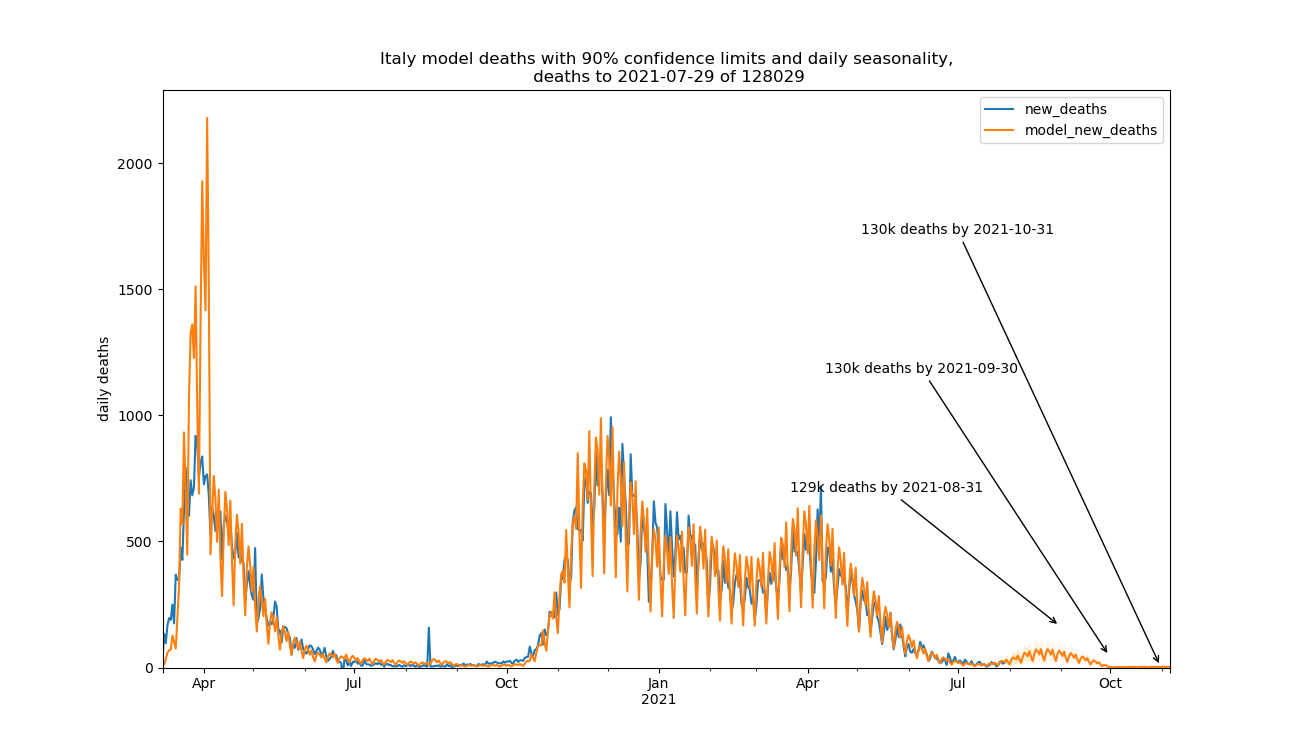 Italy model deaths with 90% confidence limits and daily seasonality,
deaths to 2021-07-29 of 128029
new_deaths
model_new_deaths
2000
1500
1000
500
0
daily deaths
130k deaths by 2021-10-31
130k deaths by 2021-09-30
129k deaths by 2021-08-31
Apr Jul Oct Jan Apr Jul Oct
2021